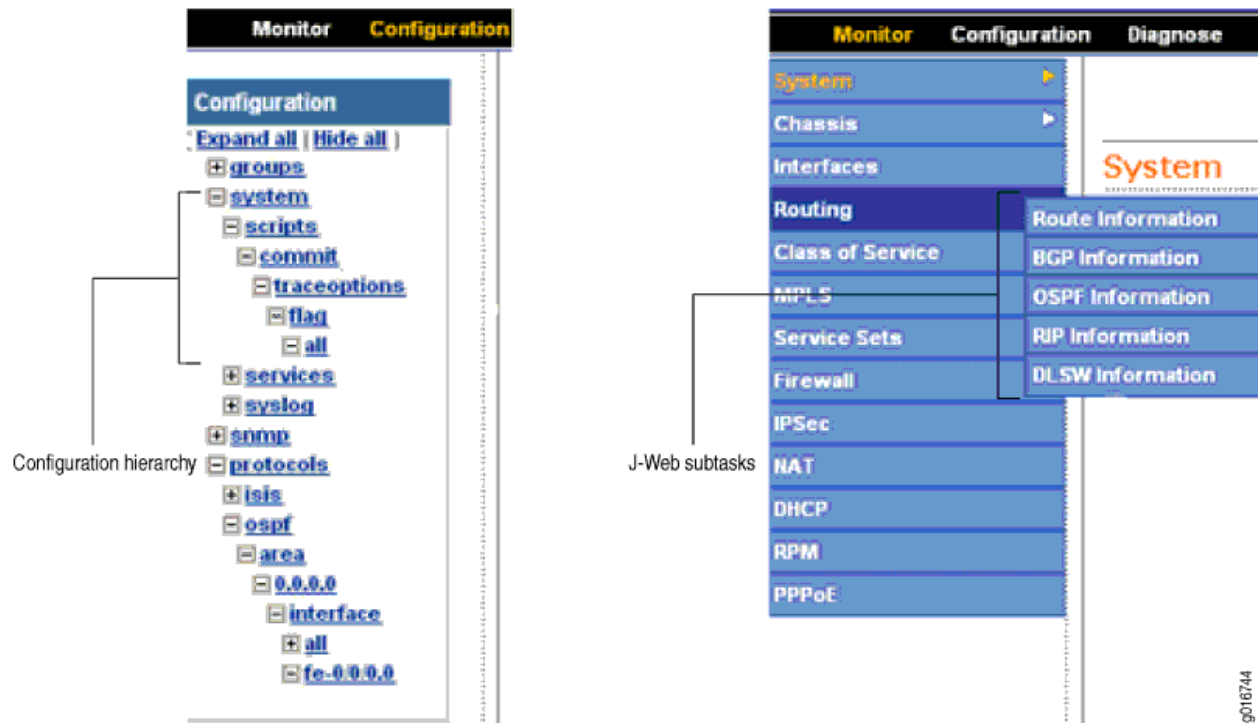 Monitor Configuration
Configuration
Expand all | Hide all )
groups
system
scripts
commit
traceoptions
flag
all
services
syslog
snmp
Configuration hierarchy
protocols
isis
ospf
area
0.0.0.0
interface
all
fe-0/0/0.0
Monitor Configuration Diagnose
System
Chassis
Interfaces
Routing
Class of Service
MPLS
Service Sets
Firewall
IPSec
J-Web subtasks
NAT
DHCP
RPM
PPPoE
System
Route Information
BGP Information
OSPF Information
RIP Information
DLSW Information
g016744